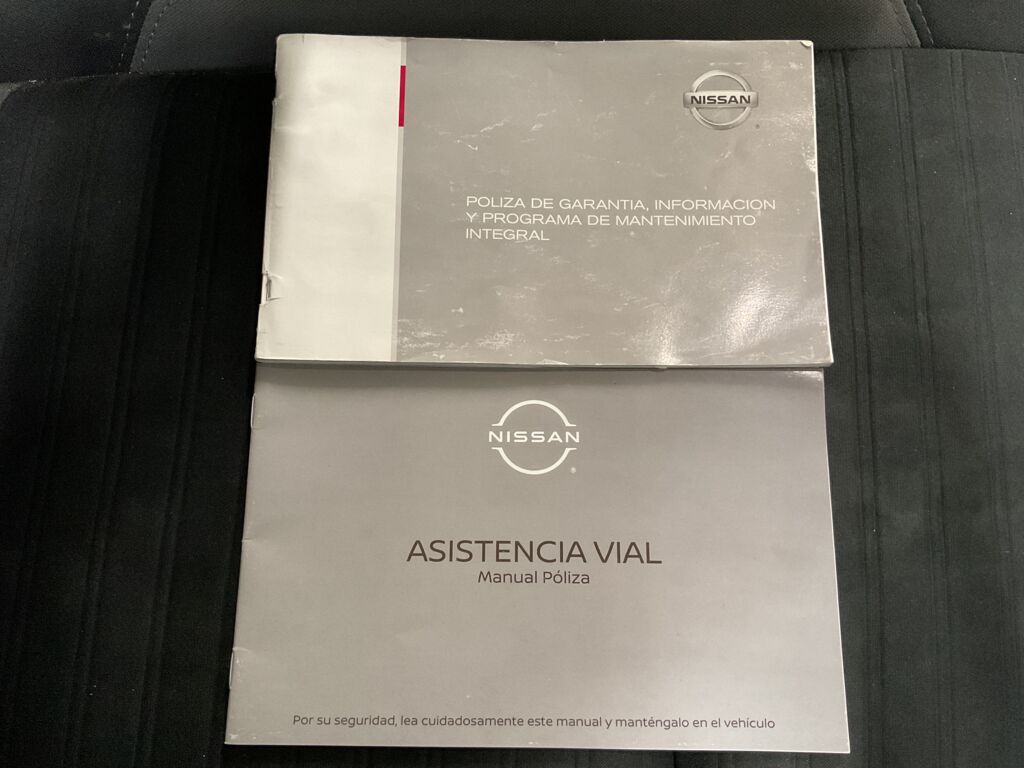 NISSAN
POLIZA DE GARANTIA, INFORMACION
Y PROGRAMA DE MANTENIMIENTO
INTEGRAL
NISSAN
ASISTENCIA VIAL
Manual Póliza
Por su seguridad, lea cuidadosamente este manual y manténgalo en el vehículo